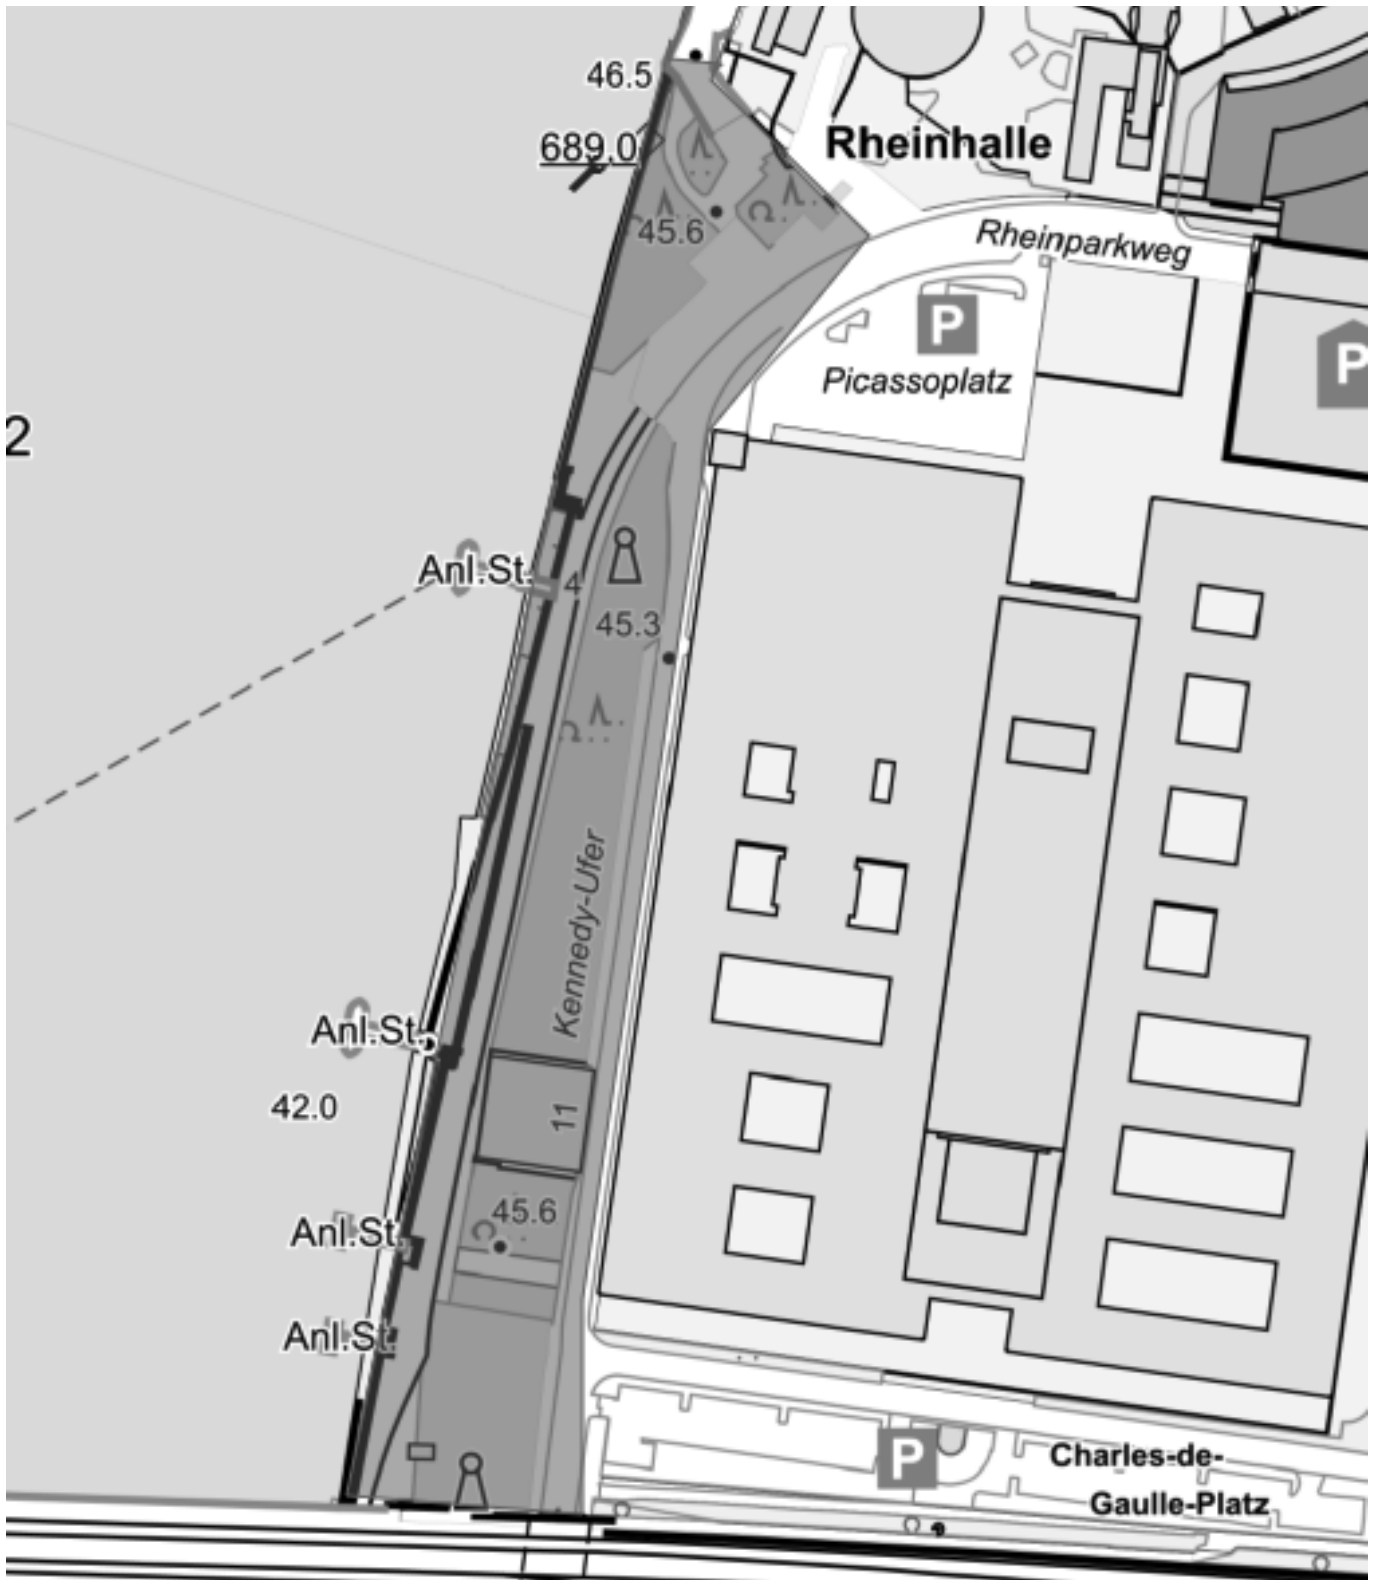 46.5
Rheinhalle
689.0
45.6
Rheinparkweg
P
P
Picassoplatz
2
Anl.St.
4
45.3
Kennedy-Ufer
Anl.St.
42.0
11
45.6
Anl.St.
Anl.St.
P
Charles-de-
Gaulle-Platz